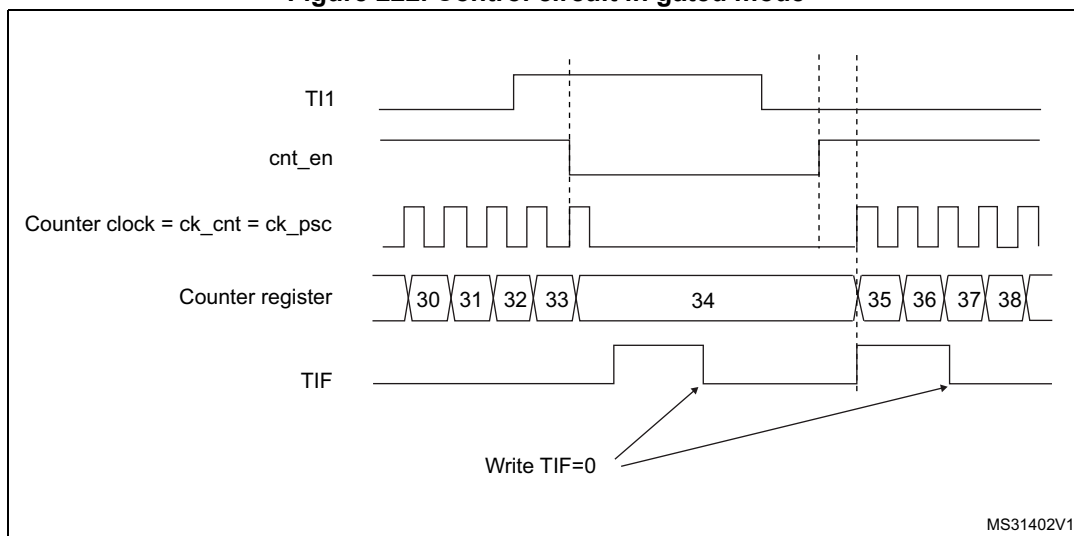 Figure 222. Control circuit in gated mode
TI1
cnt_en
Counter clock = ck_cnt = ck_psc
Counter register
30 31 32 33 34 35 36 37 38
TIF
Write TIF=0
MS31402V1